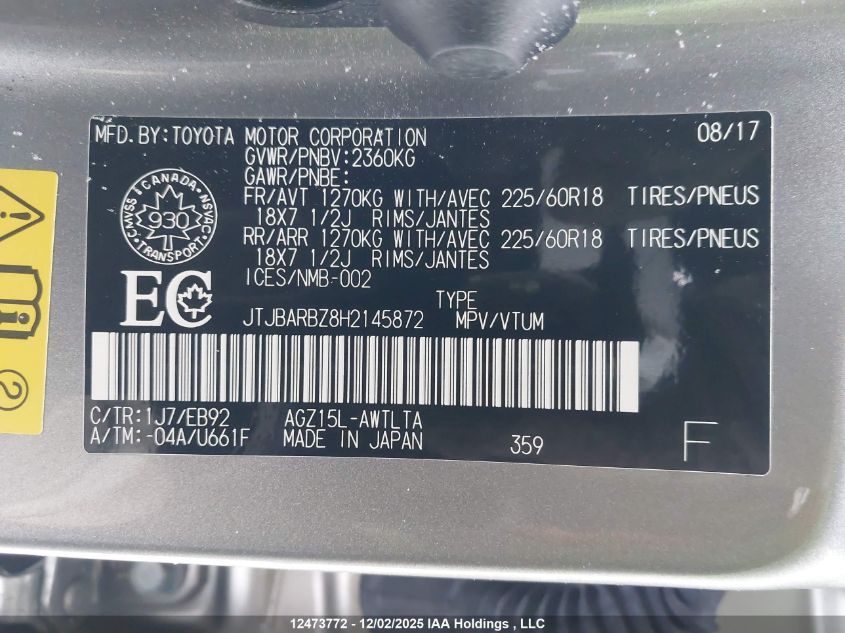 MFD. BY:TOYOTA MOTOR CORPORATION 08/17
GVWR/PNBV:2360KG
GAWR/PNBE:
FR/AVT 1270KG WITH/AVEC 225/60R18 TIRES/PNEUS
18X7 1/2J RIMS/JANTES
RR/ARR 1270KG WITH/AVEC 225/60R18 TIRES/PNEUS
18X7 1/2J RIMS/JANTES
ICES/NMB-002
CANADA
CMVSS 930 NSVAC
TRANSPORT
EC
TYPE
JTJBARBZ8H2145872 MPV/VTUM
C/TR:1J7/EB92 AGZ15L-AWTLTA
A/TM:-04A/U661F MADE IN JAPAN 359 F
2
12473772 - 12/02/2025 IAA Holdings , LLC